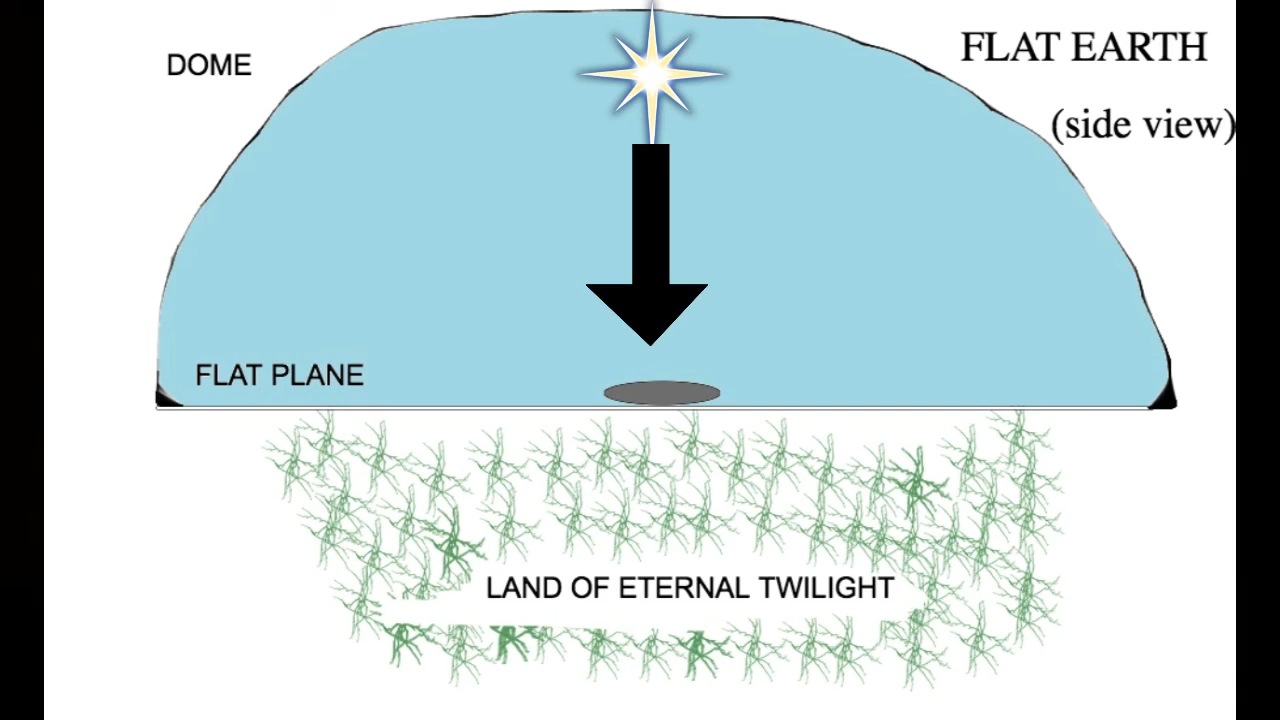 DOME
FLAT EARTH
(side view)
FLAT PLANE
LAND OF ETERNAL TWILIGHT